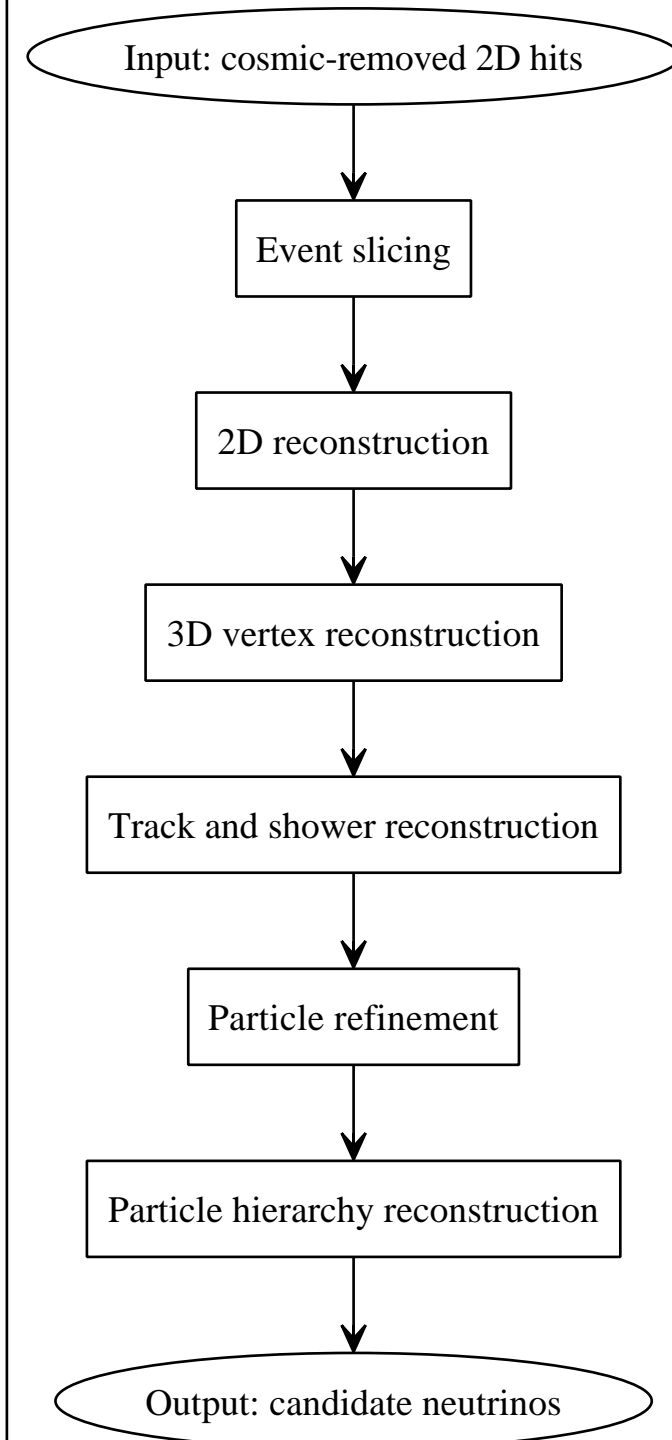 Input: cosmic-removed 2D hits
Event slicing
2D reconstruction
3D vertex reconstruction
Track and shower reconstruction
Particle refinement
Particle hierarchy reconstruction
Output: candidate neutrinos